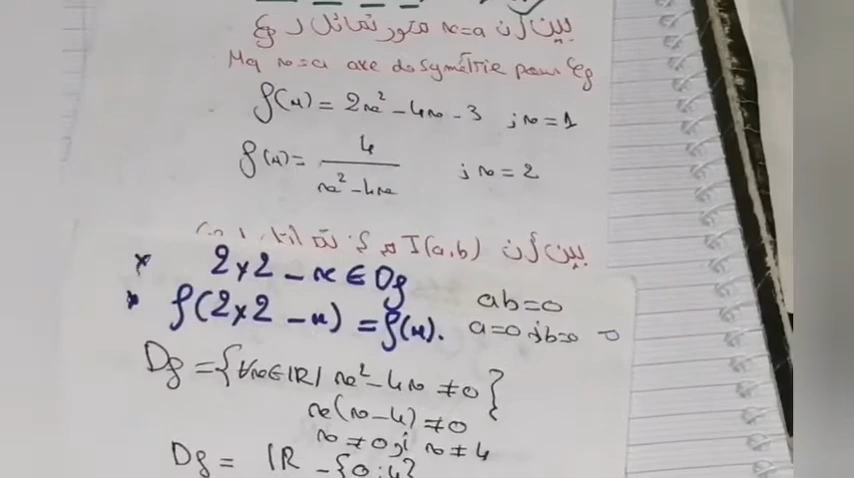 بين أن x=a محور تماثل لـ Cf
Mq x=a axe de symétrie pour Cf
f(x) = 2x² - 4x - 3 ; x = 1
f(x) = 4 / (x² - 4x) ; x = 2
بين أن I(a,b)
* 2×2 - x ∈ Df
* f(2×2 - x) = f(x).
ab=0
a=0 أو b=0
Df = {∀x∈IR / x² - 4x ≠ 0}
x(x-4) ≠ 0
x ≠ 0 و x ≠ 4
Df = IR - {0; 4}